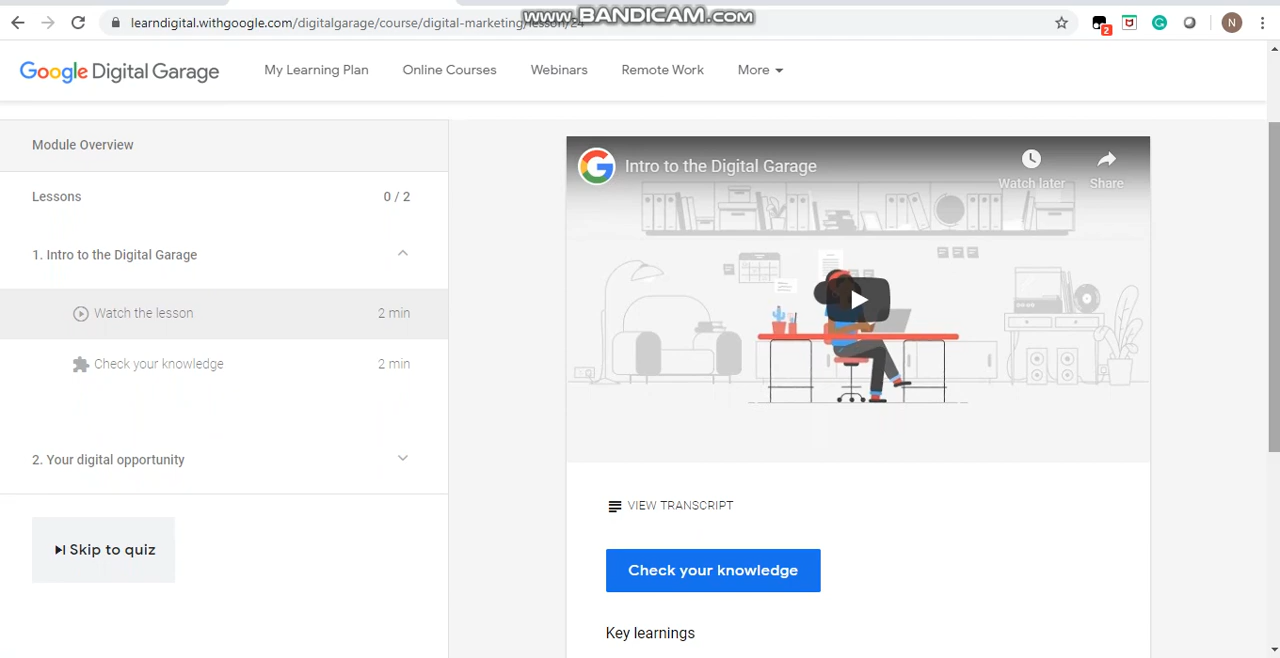 www.BANDICAM.com
learndigital.withgoogle.com/digitalgarage/course/digital-marketing/lesson/24
2
N
Google Digital Garage
My Learning Plan
Online Courses
Webinars
Remote Work
More
Module Overview
Lessons
0 / 2
1. Intro to the Digital Garage
Watch the lesson
2 min
Check your knowledge
2 min
2. Your digital opportunity
Skip to quiz
G
Intro to the Digital Garage
Watch later
Share
VIEW TRANSCRIPT
Check your knowledge
Key learnings